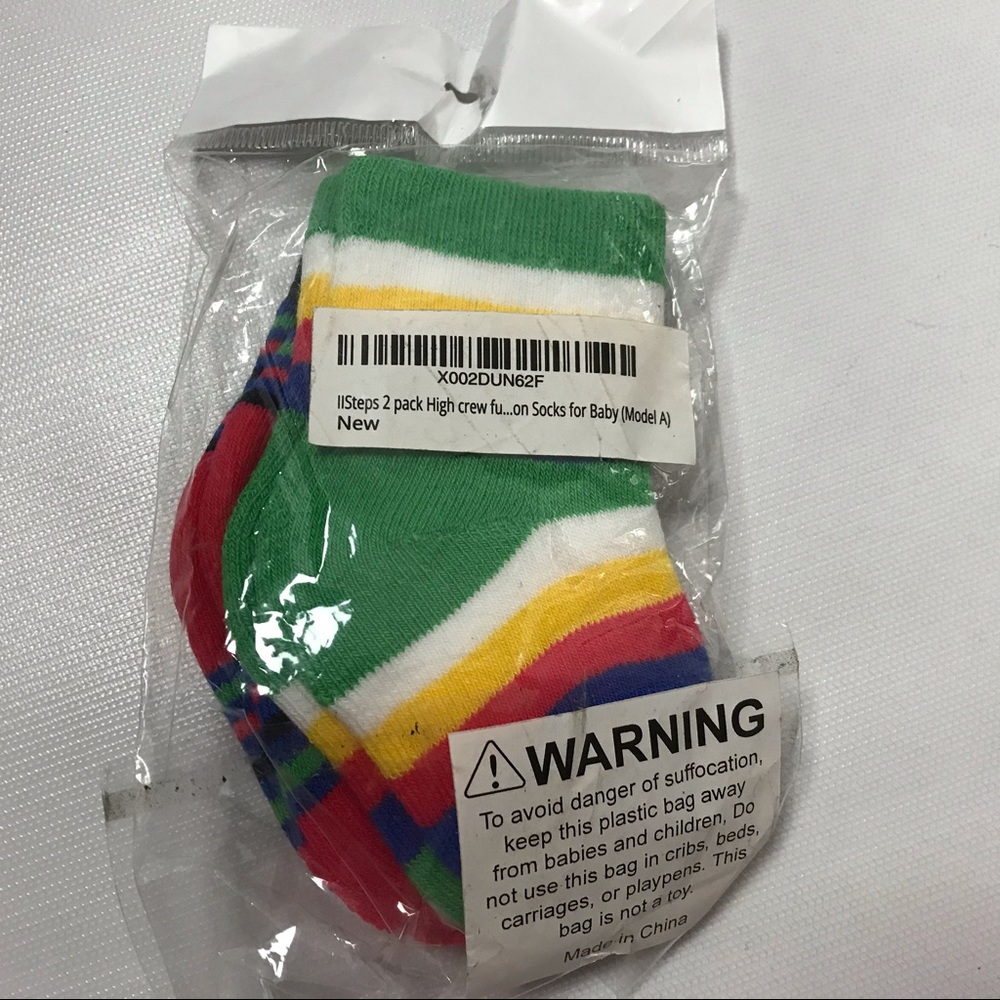 X002DUN62F
IISteps 2 pack High crew fu...on Socks for Baby (Model A)
New
WARNING
To avoid danger of suffocation,
keep this plastic bag away
from babies and children, Do
not use this bag in cribs, beds,
carriages, or playpens. This
bag is not a toy.
Made in China